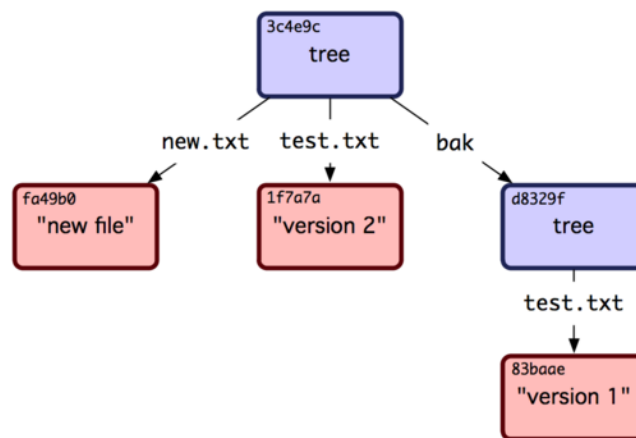 3c4e9c
tree
new.txt
test.txt
bak
fa49b0
"new file"
1f7a7a
"version 2"
d8329f
tree
test.txt
83baae
"version 1"